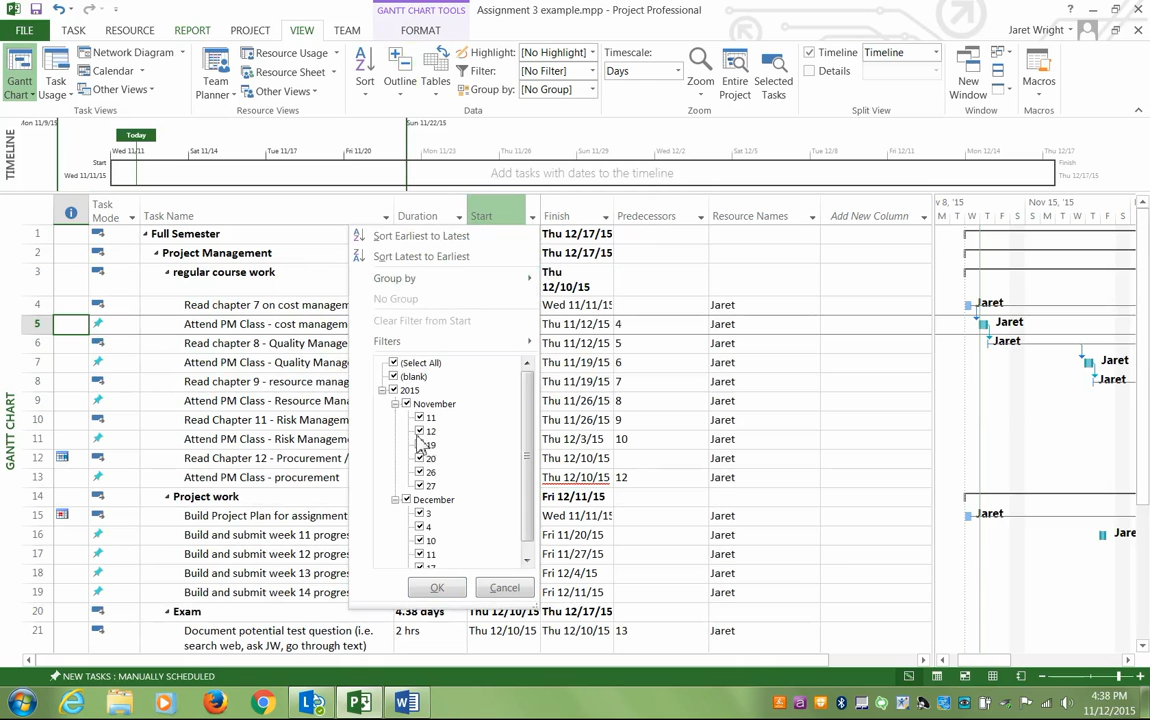 GANTT CHART TOOLS
Assignment 3 example.mpp - Project Professional
FILE TASK RESOURCE REPORT PROJECT VIEW TEAM FORMAT
Jaret Wright
Gantt Chart
Task Usage
Network Diagram
Calendar
Other Views
Task Views
Team Planner
Resource Usage
Resource Sheet
Other Views
Resource Views
Sort
Outline
Tables
Highlight: [No Highlight]
Filter: [No Filter]
Group by: [No Group]
Data
Timescale:
Days
Zoom
Entire Project
Selected Tasks
Zoom
Timeline Timeline
Details
Split View
New Window
Window
Macros
Macros
TIMELINE
Mon 11/9/15
Sun 11/22/15
Today
Wed 11/11 Sat 11/14 Tue 11/17 Fri 11/20 Mon 11/23 Thu 11/26 Sun 11/29 Wed 12/2 Sat 12/5 Tue 12/8 Fri 12/11 Mon 12/14 Thu 12/17
Start
Wed 11/11/15
Add tasks with dates to the timeline
Finish
Thu 12/17/15
GANTT CHART
Task Mode Task Name Duration Start Finish Predecessors Resource Names Add New Column
8, '15 Nov 15, '15
M T W T F S S M T W T F S
1 Full Semester Thu 12/17/15
2 Project Management Thu 12/17/15
3 regular course work Thu 12/10/15
4 Read chapter 7 on cost manage Wed 11/11/15 Jaret Jaret
5 Attend PM Class - cost managem Thu 11/12/15 4 Jaret Jaret
6 Read chapter 8 - Quality Manage Thu 11/12/15 5 Jaret Jaret
7 Attend PM Class - Quality Manag Thu 11/19/15 6 Jaret Jaret
8 Read chapter 9 - resource manag Thu 11/19/15 7 Jaret Jaret
9 Attend PM Class - Resource Mana Thu 11/26/15 8 Jaret
10 Read Chapter 11 - Risk Managem Thu 11/26/15 9 Jaret
11 Attend PM Class - Risk Managem Thu 12/3/15 10 Jaret
12 Read Chapter 12 - Procurement / Thu 12/10/15 Jaret
13 Attend PM Class - procurement Thu 12/10/15 12 Jaret
14 Project work Fri 12/11/15
15 Build Project Plan for assignment Wed 11/11/15 Jaret Jaret
16 Build and submit week 11 progres Fri 11/20/15 Jaret Jare
17 Build and submit week 12 progres Fri 11/27/15 Jaret
18 Build and submit week 13 progres Fri 12/4/15 Jaret
19 Build and submit week 14 progres Fri 12/11/15 Jaret
20 Exam 4.38 days Thu 12/10/15 Thu 12/17/15
21 Document potential test question (i.e. search web, ask JW, go through text) 2 hrs Thu 12/10/15 Thu 12/10/15 13 Jaret
Sort Earliest to Latest
Sort Latest to Earliest
Group by
No Group
Clear Filter from Start
Filters
(Select All)
(blank)
2015
November
11
12
19
20
26
27
December
3
4
10
11
OK Cancel
NEW TASKS : MANUALLY SCHEDULED
4:38 PM
11/12/2015